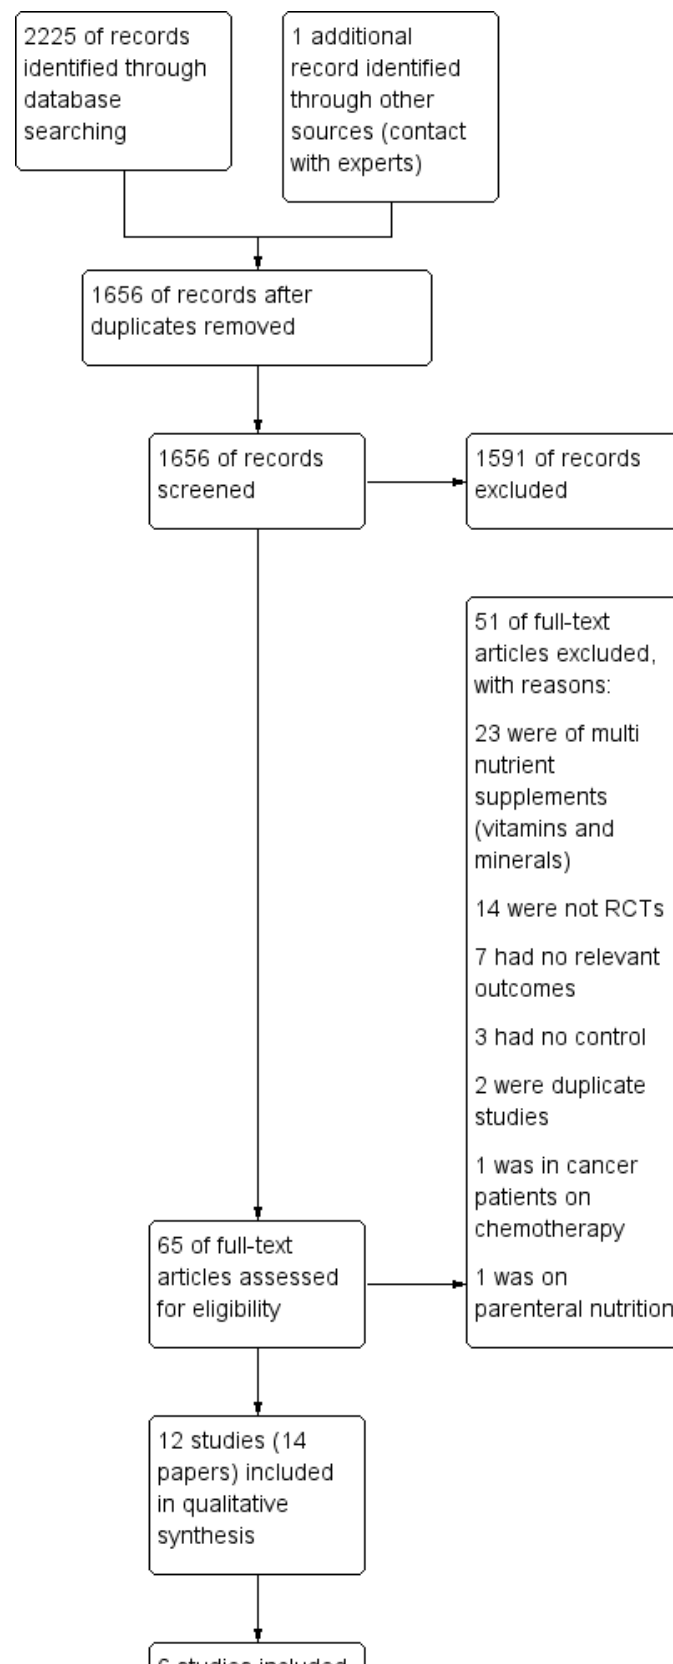 2225 of records
identified through
database
searching
1 additional
record identified
through other
sources (contact
with experts)
1656 of records after
duplicates removed
1656 of records
screened
1591 of records
excluded
51 of full-text
articles excluded,
with reasons:
23 were of multi
nutrient
supplements
(vitamins and
minerals)
14 were not RCTs
7 had no relevant
outcomes
3 had no control
2 were duplicate
studies
1 was in cancer
patients on
chemotherapy
1 was on
parenteral nutrition
65 of full-text
articles assessed
for eligibility
12 studies (14
papers) included
in qualitative
synthesis
6 studies included